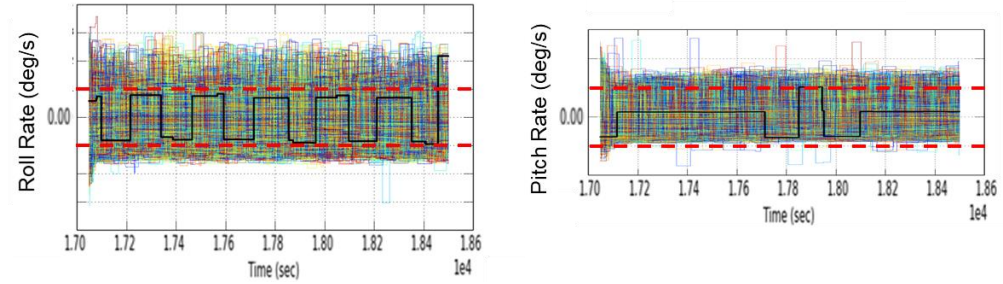 Roll Rate (deg/s)
0.00
1.70 1.72 1.74 1.76 1.78 1.80 1.82 1.84 1.86
Time (sec)
1e4
Pitch Rate (deg/s)
0.00
1.70 1.72 1.74 1.76 1.78 1.80 1.82 1.84 1.86
Time (sec)
1e4